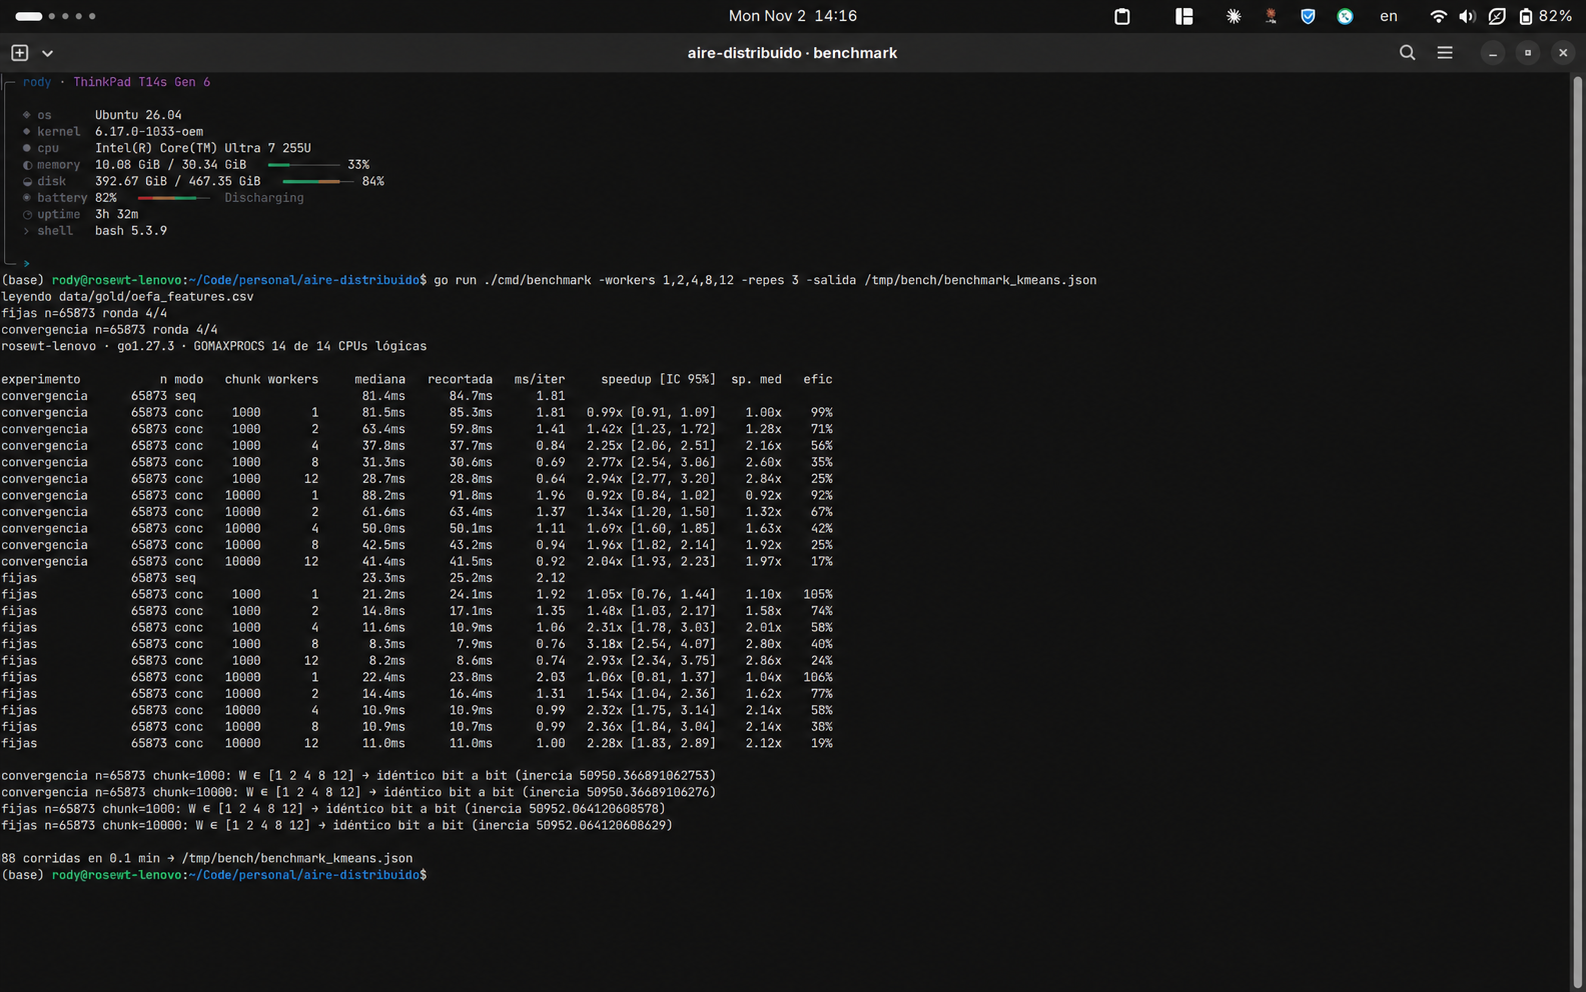 Mon Nov 2 14:16
en
82%
aire-distribuido · benchmark
rody · ThinkPad T14s Gen 6
os Ubuntu 26.04
kernel 6.17.0-1033-oem
cpu Intel(R) Core(TM) Ultra 7 255U
memory 10.08 GiB / 30.34 GiB 33%
disk 392.67 GiB / 467.35 GiB 84%
battery 82% Discharging
uptime 3h 32m
> shell bash 5.3.9
>
(base) rody@rosewt-lenovo:~/Code/personal/aire-distribuido$ go run ./cmd/benchmark -workers 1,2,4,8,12 -repes 3 -salida /tmp/bench/benchmark_kmeans.json
leyendo data/gold/oefa_features.csv
fijas n=65873 ronda 4/4
convergencia n=65873 ronda 4/4
rosewt-lenovo · go1.27.3 · GOMAXPROCS 14 de 14 CPUs lógicas
experimento n modo chunk workers mediana recortada ms/iter speedup [IC 95%] sp. med efic
convergencia 65873 seq 81.4ms 84.7ms 1.81
convergencia 65873 conc 1000 1 81.5ms 85.3ms 1.81 0.99x [0.91, 1.09] 1.00x 99%
convergencia 65873 conc 1000 2 63.4ms 59.8ms 1.41 1.42x [1.23, 1.72] 1.28x 71%
convergencia 65873 conc 1000 4 37.8ms 37.7ms 0.84 2.25x [2.06, 2.51] 2.16x 56%
convergencia 65873 conc 1000 8 31.3ms 30.6ms 0.69 2.77x [2.54, 3.06] 2.60x 35%
convergencia 65873 conc 1000 12 28.7ms 28.8ms 0.64 2.94x [2.77, 3.20] 2.84x 25%
convergencia 65873 conc 10000 1 88.2ms 91.8ms 1.96 0.92x [0.84, 1.02] 0.92x 92%
convergencia 65873 conc 10000 2 61.6ms 63.4ms 1.37 1.34x [1.20, 1.50] 1.32x 67%
convergencia 65873 conc 10000 4 50.0ms 50.1ms 1.11 1.69x [1.60, 1.85] 1.63x 42%
convergencia 65873 conc 10000 8 42.5ms 43.2ms 0.94 1.96x [1.82, 2.14] 1.92x 25%
convergencia 65873 conc 10000 12 41.4ms 41.5ms 0.92 2.04x [1.93, 2.23] 1.97x 17%
fijas 65873 seq 23.3ms 25.2ms 2.12
fijas 65873 conc 1000 1 21.2ms 24.1ms 1.92 1.05x [0.76, 1.44] 1.10x 105%
fijas 65873 conc 1000 2 14.8ms 17.1ms 1.35 1.48x [1.03, 2.17] 1.58x 74%
fijas 65873 conc 1000 4 11.6ms 10.9ms 1.06 2.31x [1.78, 3.03] 2.01x 58%
fijas 65873 conc 1000 8 8.3ms 7.9ms 0.76 3.18x [2.54, 4.07] 2.80x 40%
fijas 65873 conc 1000 12 8.2ms 8.6ms 0.74 2.93x [2.34, 3.75] 2.86x 24%
fijas 65873 conc 10000 1 22.4ms 23.8ms 2.03 1.06x [0.81, 1.37] 1.04x 106%
fijas 65873 conc 10000 2 14.4ms 16.4ms 1.31 1.54x [1.04, 2.36] 1.62x 77%
fijas 65873 conc 10000 4 10.9ms 10.9ms 0.99 2.32x [1.75, 3.14] 2.14x 58%
fijas 65873 conc 10000 8 10.9ms 10.7ms 0.99 2.36x [1.84, 3.04] 2.14x 38%
fijas 65873 conc 10000 12 11.0ms 11.0ms 1.00 2.28x [1.83, 2.89] 2.12x 19%
convergencia n=65873 chunk=1000: W ∈ [1 2 4 8 12] → idéntico bit a bit (inercia 50950.366891062753)
convergencia n=65873 chunk=10000: W ∈ [1 2 4 8 12] → idéntico bit a bit (inercia 50950.36689106276)
fijas n=65873 chunk=1000: W ∈ [1 2 4 8 12] → idéntico bit a bit (inercia 50952.064120608578)
fijas n=65873 chunk=10000: W ∈ [1 2 4 8 12] → idéntico bit a bit (inercia 50952.064120608629)
88 corridas en 0.1 min → /tmp/bench/benchmark_kmeans.json
(base) rody@rosewt-lenovo:~/Code/personal/aire-distribuido$